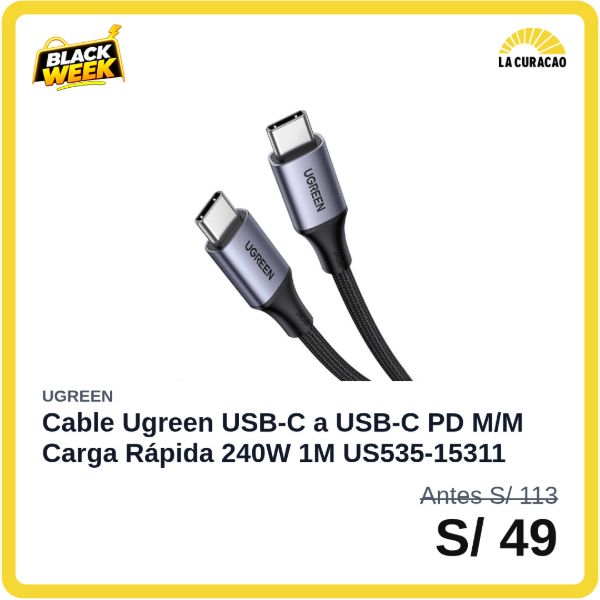 BLACK
WEEK
LA CURACAO
UGREEN
UGREEN
UGREEN
Cable Ugreen USB-C a USB-C PD M/M
Carga Rápida 240W 1M US535-15311
Antes S/ 113
S/ 49